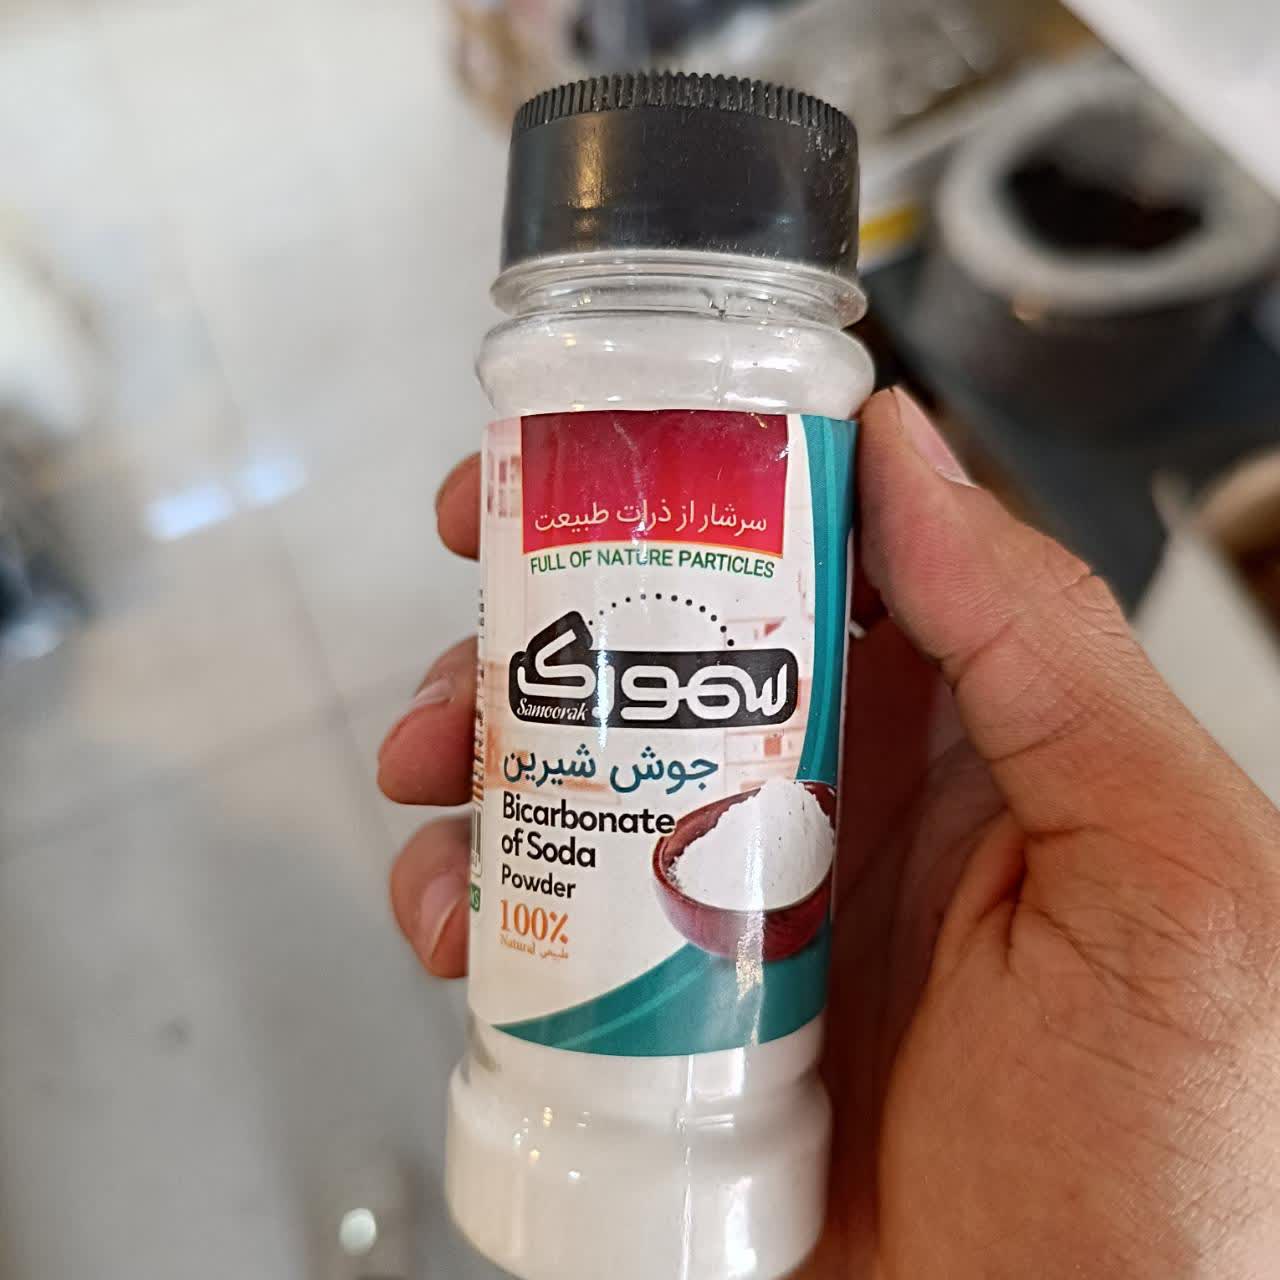 سرشار از ذرات طبیعت
FULL OF NATURE PARTICLES
سموراک
Samoorak
جوش شیرین
Bicarbonate
of Soda
Powder
100%
Natural طبیعی